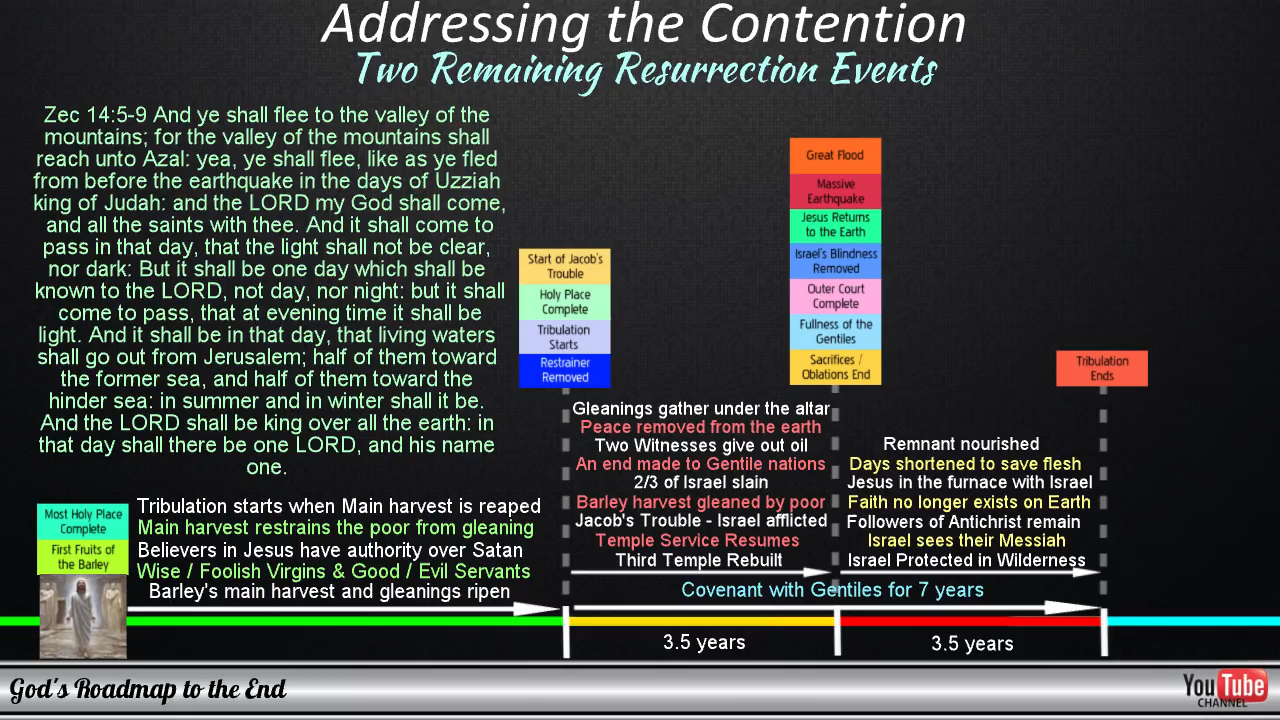 Addressing the Contention
Two Remaining Resurrection Events
Zec 14:5-9 And ye shall flee to the valley of the
mountains; for the valley of the mountains shall
reach unto Azal: yea, ye shall flee, like as ye fled
from before the earthquake in the days of Uzziah
king of Judah: and the LORD my God shall come,
and all the saints with thee. And it shall come to
pass in that day, that the light shall not be clear,
nor dark: But it shall be one day which shall be
known to the LORD, not day, nor night: but it shall
come to pass, that at evening time it shall be
light. And it shall be in that day, that living waters
shall go out from Jerusalem; half of them toward
the former sea, and half of them toward the
hinder sea: in summer and in winter shall it be.
And the LORD shall be king over all the earth: in
that day shall there be one LORD, and his name
one.
Most Holy Place
Complete
First Fruits of
the Barley
Tribulation starts when Main harvest is reaped
Main harvest restrains the poor from gleaning
Believers in Jesus have authority over Satan
Wise / Foolish Virgins & Good / Evil Servants
Barley's main harvest and gleanings ripen
Start of Jacob's
Trouble
Holy Place
Complete
Tribulation
Starts
Restrainer
Removed
Gleanings gather under the altar
Peace removed from the earth
Two Witnesses give out oil
An end made to Gentile nations
2/3 of Israel slain
Barley harvest gleaned by poor
Jacob's Trouble - Israel afflicted
Temple Service Resumes
Third Temple Rebuilt
Great Flood
Massive
Earthquake
Jesus Returns
to the Earth
Israel's Blindness
Removed
Outer Court
Complete
Fullness of the
Gentiles
Sacrifices /
Oblations End
Remnant nourished
Days shortened to save flesh
Jesus in the furnace with Israel
Faith no longer exists on Earth
Followers of Antichrist remain
Israel sees their Messiah
Israel Protected in Wilderness
Tribulation
Ends
Covenant with Gentiles for 7 years
3.5 years
3.5 years
God's Roadmap to the End
YouTube
CHANNEL